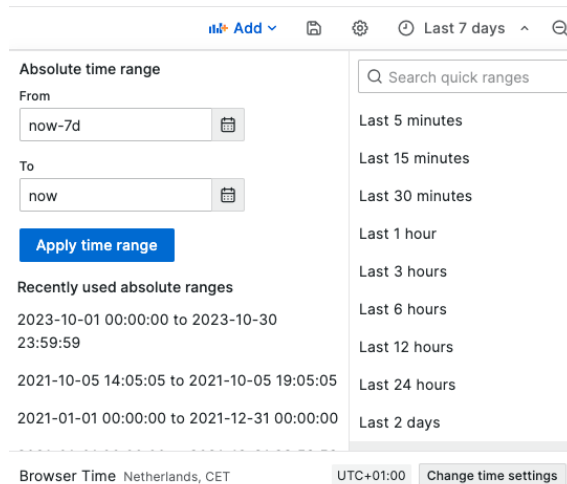 Add
Last 7 days
Absolute time range
From
now-7d
To
now
Apply time range
Recently used absolute ranges
2023-10-01 00:00:00 to 2023-10-30
23:59:59
2021-10-05 14:05:05 to 2021-10-05 19:05:05
2021-01-01 00:00:00 to 2021-12-31 00:00:00
Search quick ranges
Last 5 minutes
Last 15 minutes
Last 30 minutes
Last 1 hour
Last 3 hours
Last 6 hours
Last 12 hours
Last 24 hours
Last 2 days
Browser Time Netherlands, CET
UTC+01:00
Change time settings